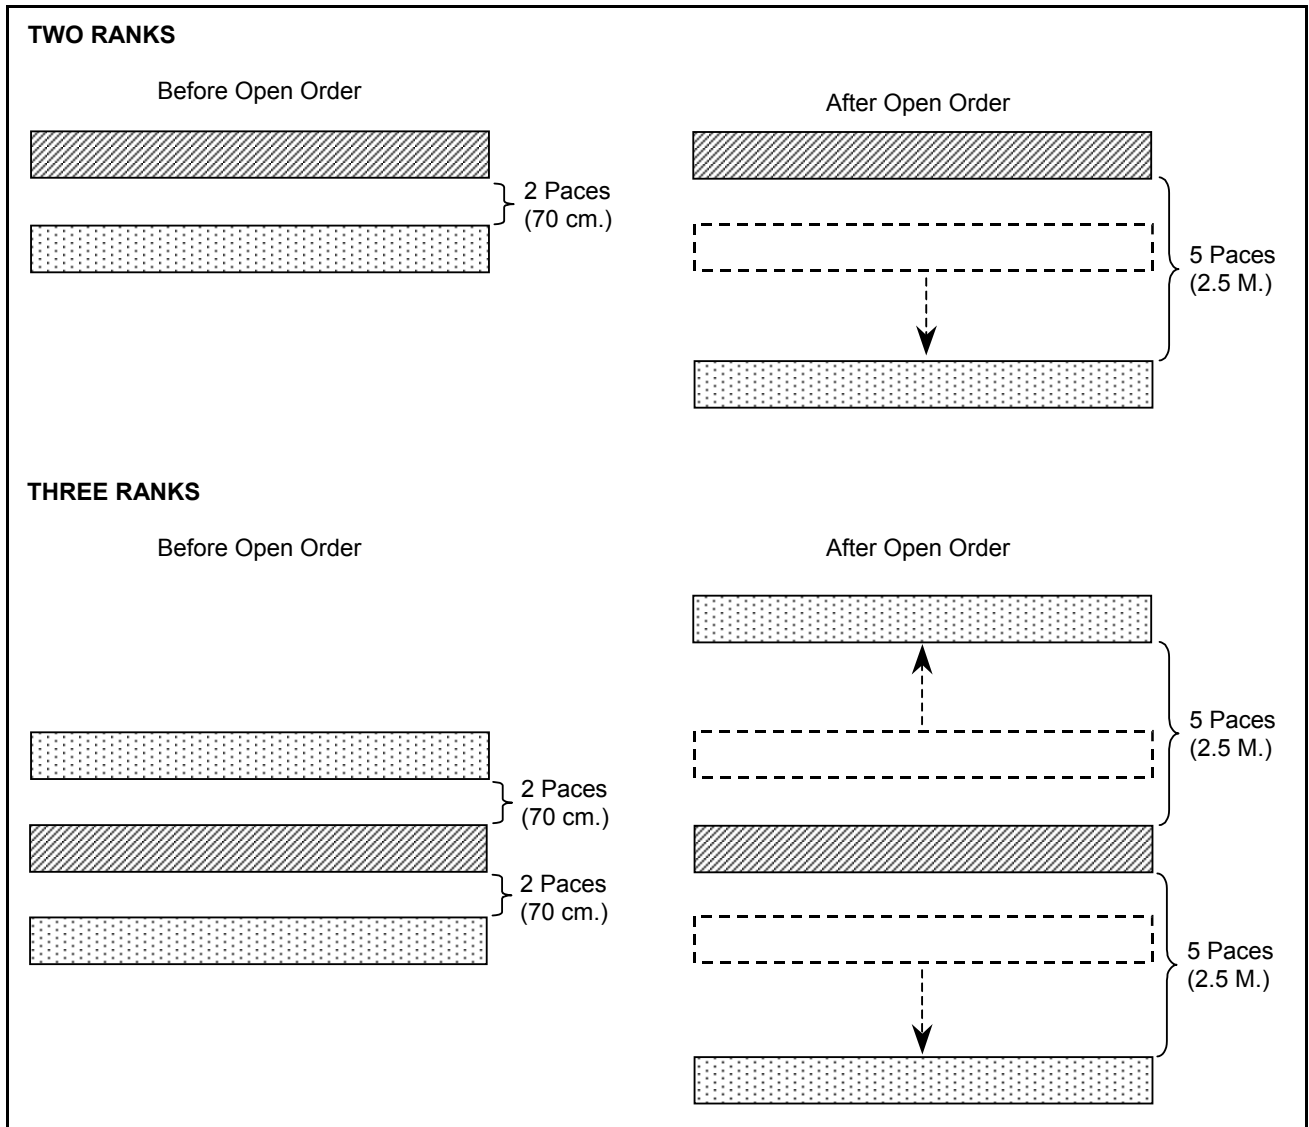 TWO RANKS
Before Open Order
After Open Order
2 Paces
(70 cm.)
5 Paces
(2.5 M.)
THREE RANKS
Before Open Order
After Open Order
2 Paces
(70 cm.)
2 Paces
(70 cm.)
5 Paces
(2.5 M.)
5 Paces
(2.5 M.)